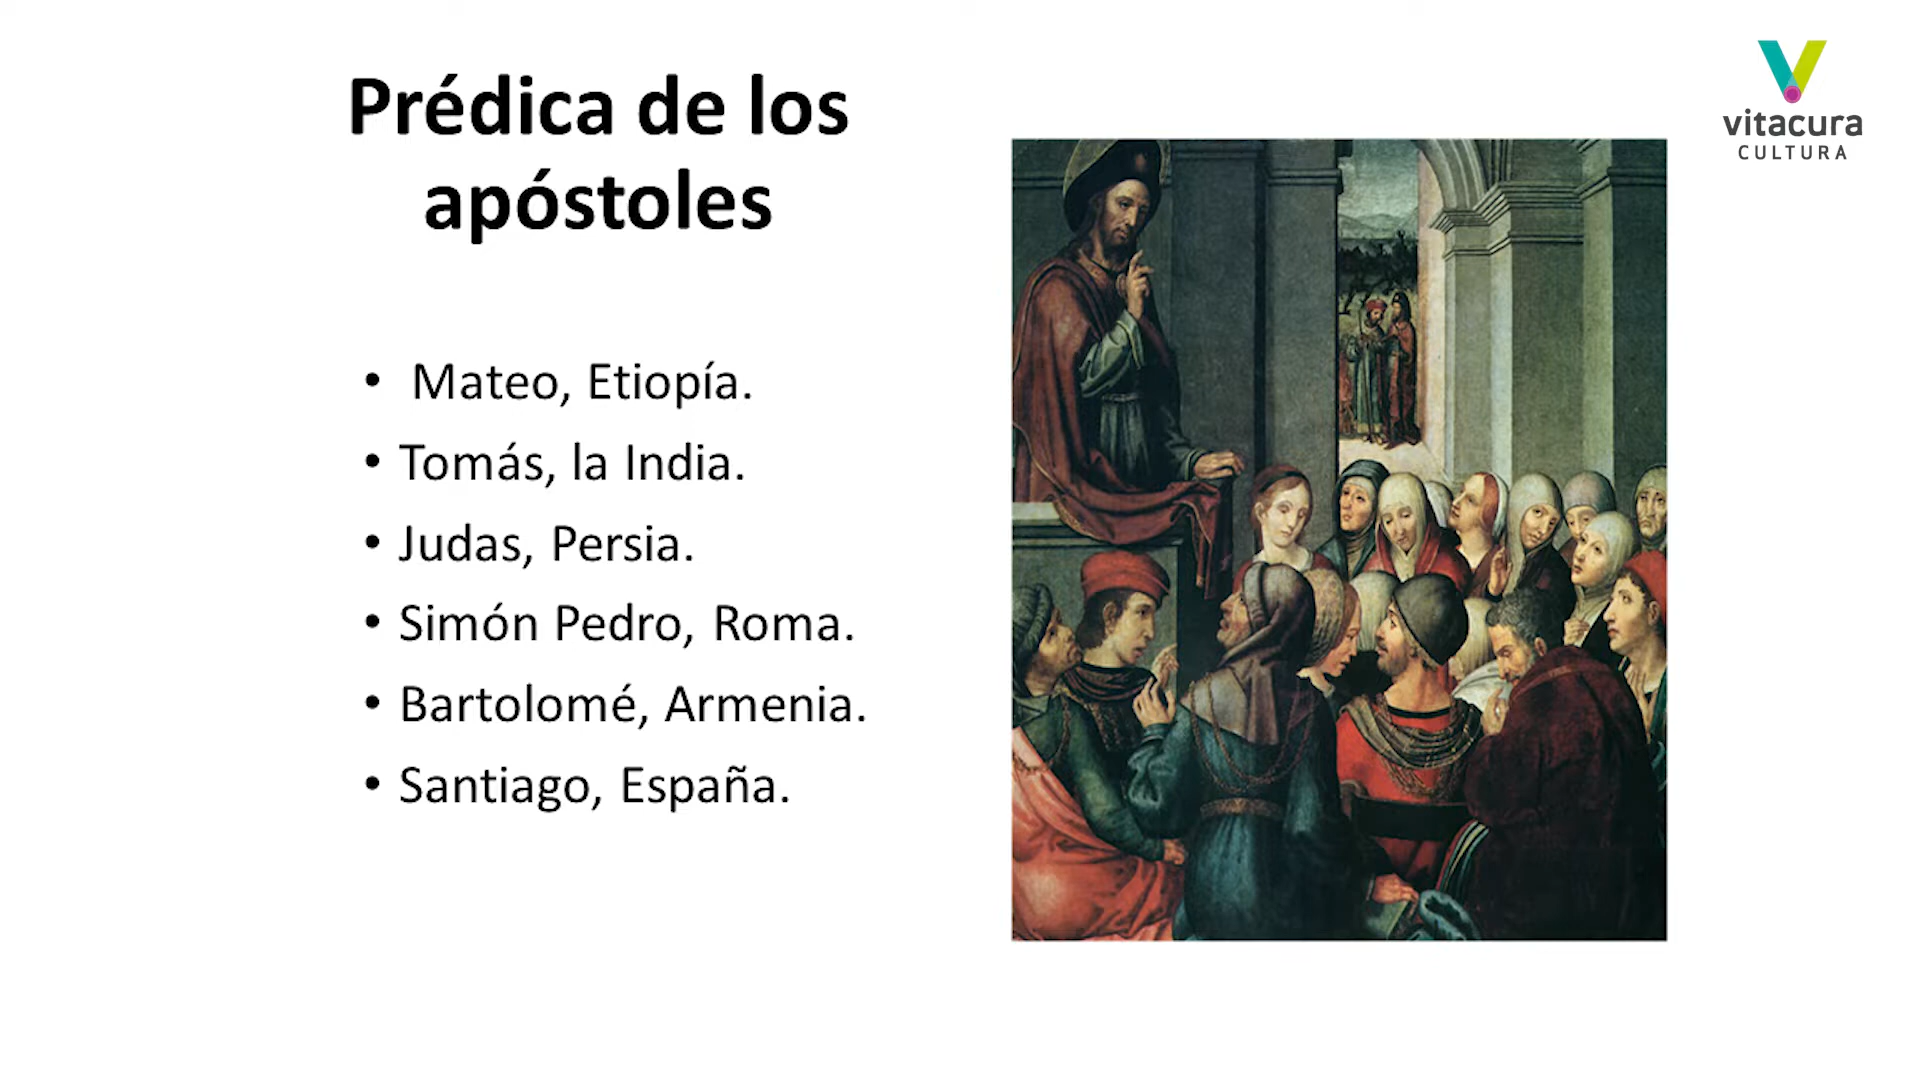 Prédica de los
apóstoles
• Mateo, Etiopía.
• Tomás, la India.
• Judas, Persia.
• Simón Pedro, Roma.
• Bartolomé, Armenia.
• Santiago, España.
vitacura
CULTURA